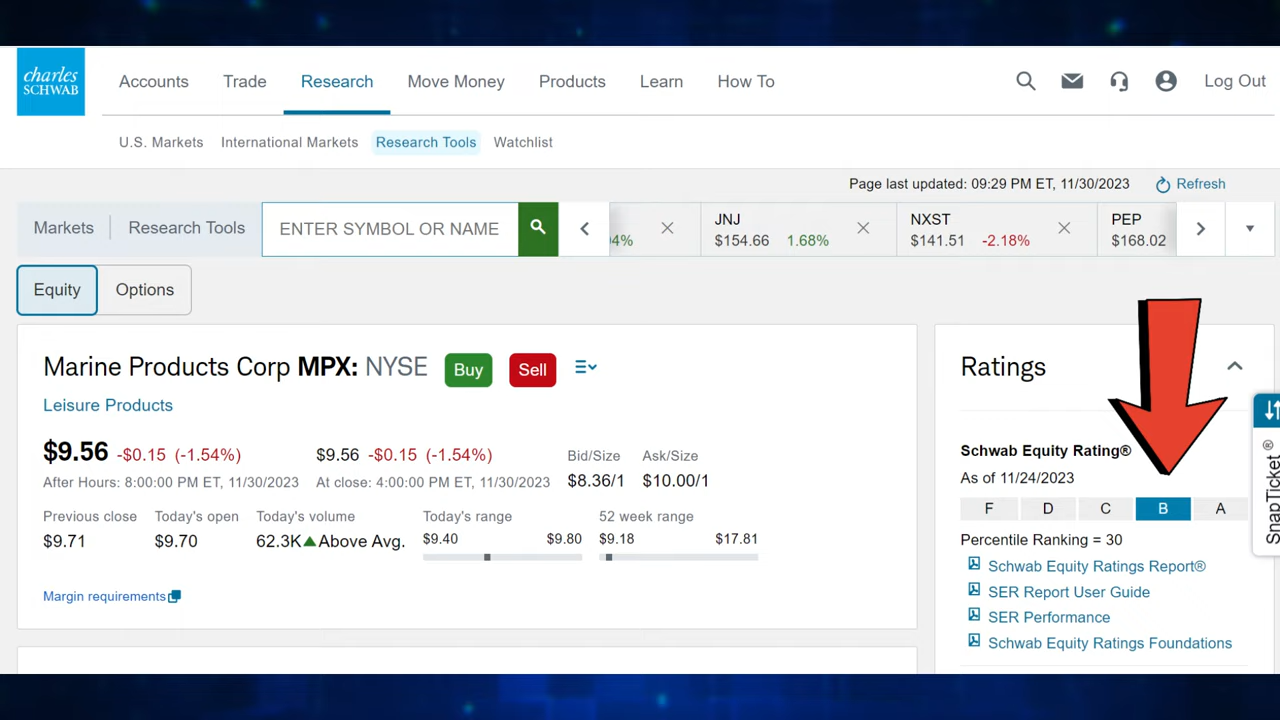 charles
SCHWAB
Accounts Trade Research Move Money Products Learn How To Log Out
U.S. Markets International Markets Research Tools Watchlist
Page last updated: 09:29 PM ET, 11/30/2023 Refresh
Markets Research Tools ENTER SYMBOL OR NAME
JNJ NXST PEP
4% $154.66 1.68% $141.51 -2.18% $168.02
Equity Options
Marine Products Corp MPX: NYSE Buy Sell
Leisure Products
$9.56 -$0.15 (-1.54%) $9.56 -$0.15 (-1.54%)
After Hours: 8:00:00 PM ET, 11/30/2023 At close: 4:00:00 PM ET, 11/30/2023
Bid/Size Ask/Size
$8.36/1 $10.00/1
Previous close Today's open Today's volume Today's range 52 week range
$9.71 $9.70 62.3K Above Avg. $9.40 $9.80 $9.18 $17.81
Margin requirements
Ratings
Schwab Equity Rating®
As of 11/24/2023
F D C B A
Percentile Ranking = 30
Schwab Equity Ratings Report®
SER Report User Guide
SER Performance
Schwab Equity Ratings Foundations
SnapTicket®